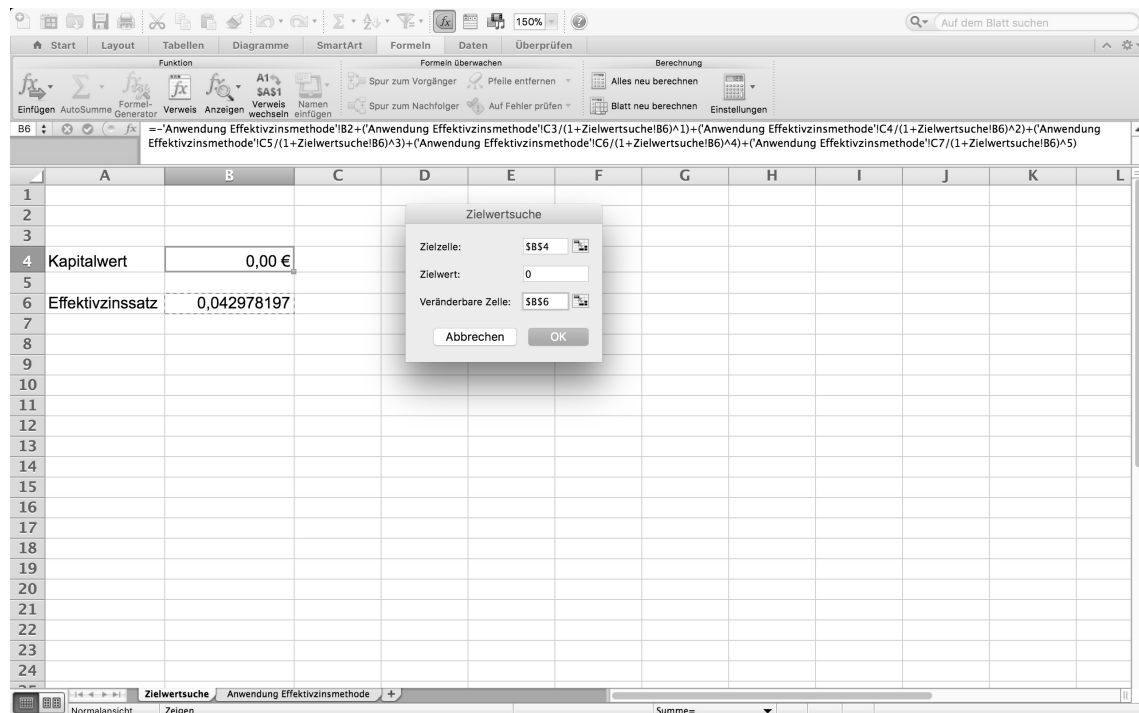 150%
Auf dem Blatt suchen
Start Layout Tabellen Diagramme SmartArt Formeln Daten Überprüfen
Funktion Formeln überwachen Berechnung
A1
$A$1
Spur zum Vorgänger Pfeile entfernen Alles neu berechnen
Spur zum Nachfolger Auf Fehler prüfen Blatt neu berechnen
Einfügen AutoSumme Formel-Generator Verweis Anzeigen Verweis wechseln Namen einfügen Einstellungen
B6 fx =-'Anwendung Effektivzinsmethode'!B2+('Anwendung Effektivzinsmethode'!C3/(1+Zielwertsuche!B6)^1)+('Anwendung Effektivzinsmethode'!C4/(1+Zielwertsuche!B6)^2)+('Anwendung
Effektivzinsmethode'!C5/(1+Zielwertsuche!B6)^3)+('Anwendung Effektivzinsmethode'!C6/(1+Zielwertsuche!B6)^4)+('Anwendung Effektivzinsmethode'!C7/(1+Zielwertsuche!B6)^5)
A B C D E F G H I J K L
1
2
3
4 Kapitalwert 0,00 €
5
6 Effektivzinssatz 0,042978197
7
8
9
10
11
12
13
14
15
16
17
18
19
20
21
22
23
24
Zielwertsuche
Zielzelle: $B$4
Zielwert: 0
Veränderbare Zelle: $B$6
Abbrechen OK
Zielwertsuche Anwendung Effektivzinsmethode +
Normalansicht Zeigen Summe=